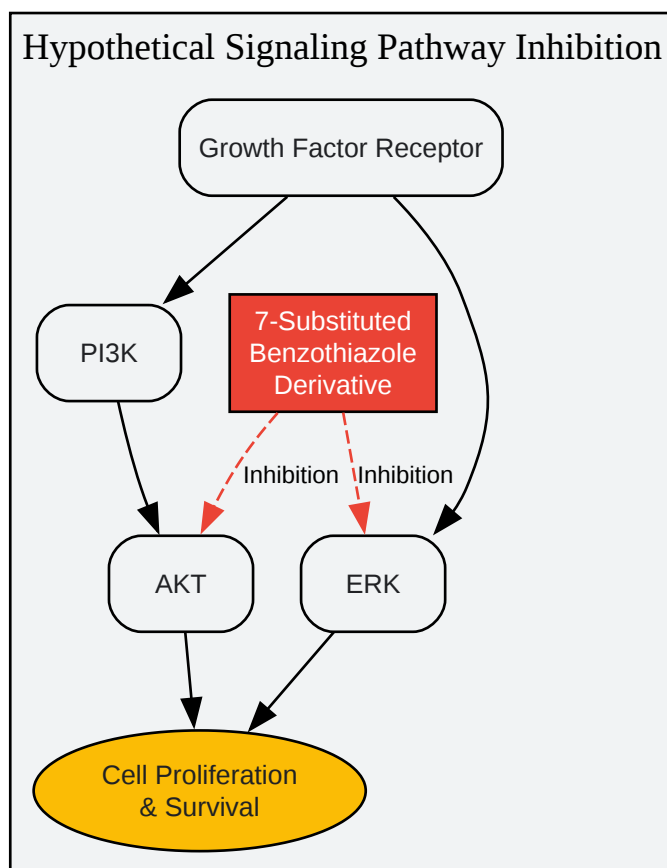 Hypothetical Signaling Pathway Inhibition
Growth Factor Receptor
PI3K
7-Substituted
Benzothiazole
Derivative
Inhibition
Inhibition
AKT
ERK
Cell Proliferation
& Survival